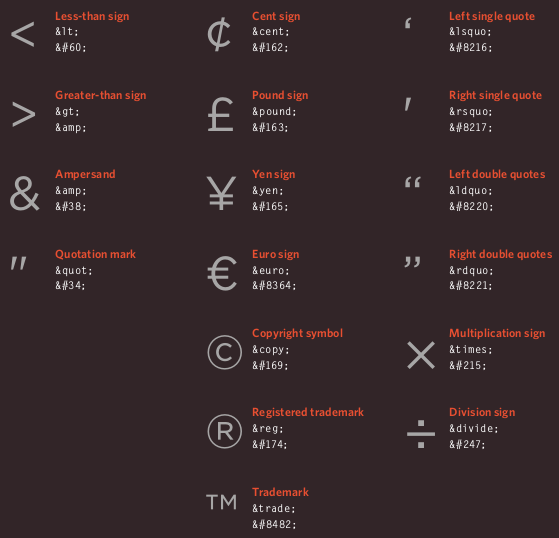 <
Less-than sign
&lt;
&#60;
>
Greater-than sign
&gt;
&amp;
&
Ampersand
&amp;
&#38;
"
Quotation mark
&quot;
&#34;
¢
Cent sign
&cent;
&#162;
£
Pound sign
&pound;
&#163;
¥
Yen sign
&yen;
&#165;
€
Euro sign
&euro;
&#8364;
©
Copyright symbol
&copy;
&#169;
®
Registered trademark
&reg;
&#174;
™
Trademark
&trade;
&#8482;
‘
Left single quote
&lsquo;
&#8216;
'
Right single quote
&rsquo;
&#8217;
“
Left double quotes
&ldquo;
&#8220;
”
Right double quotes
&rdquo;
&#8221;
×
Multiplication sign
&times;
&#215;
÷
Division sign
&divide;
&#247;